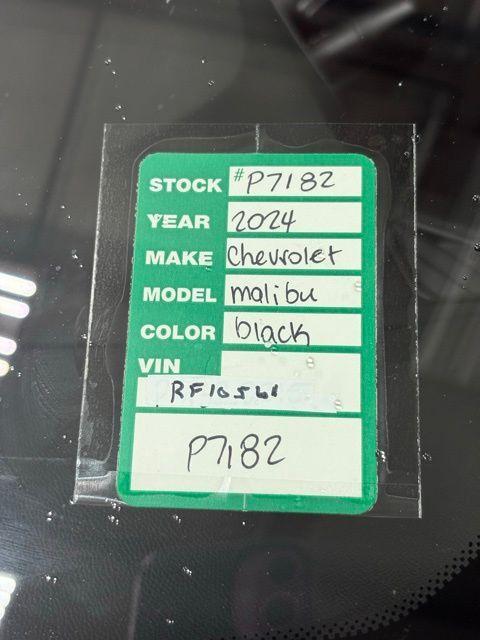 STOCK #P7182
YEAR 2024
MAKE Chevrolet
MODEL malibu
COLOR black
VIN
RF10561
P7182